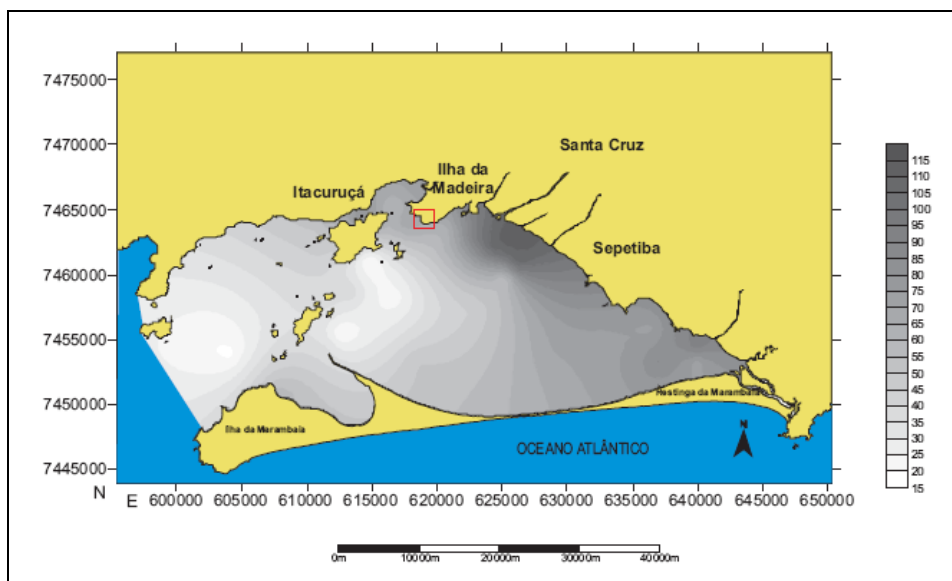 7475000
7470000
7465000
7460000
7455000
7450000
7445000
Santa Cruz
Ilha da
Madeira
Itacuruçá
Sepetiba
Restinga da Marambaia
Ilha da Marambaia
OCEANO ATLÂNTICO
N
N
E
600000 605000 610000 615000 620000 625000 630000 635000 640000 645000 650000
115
110
105
100
95
90
85
80
75
70
65
60
55
50
45
40
35
30
25
20
15
0m 10000m 20000m 30000m 40000m